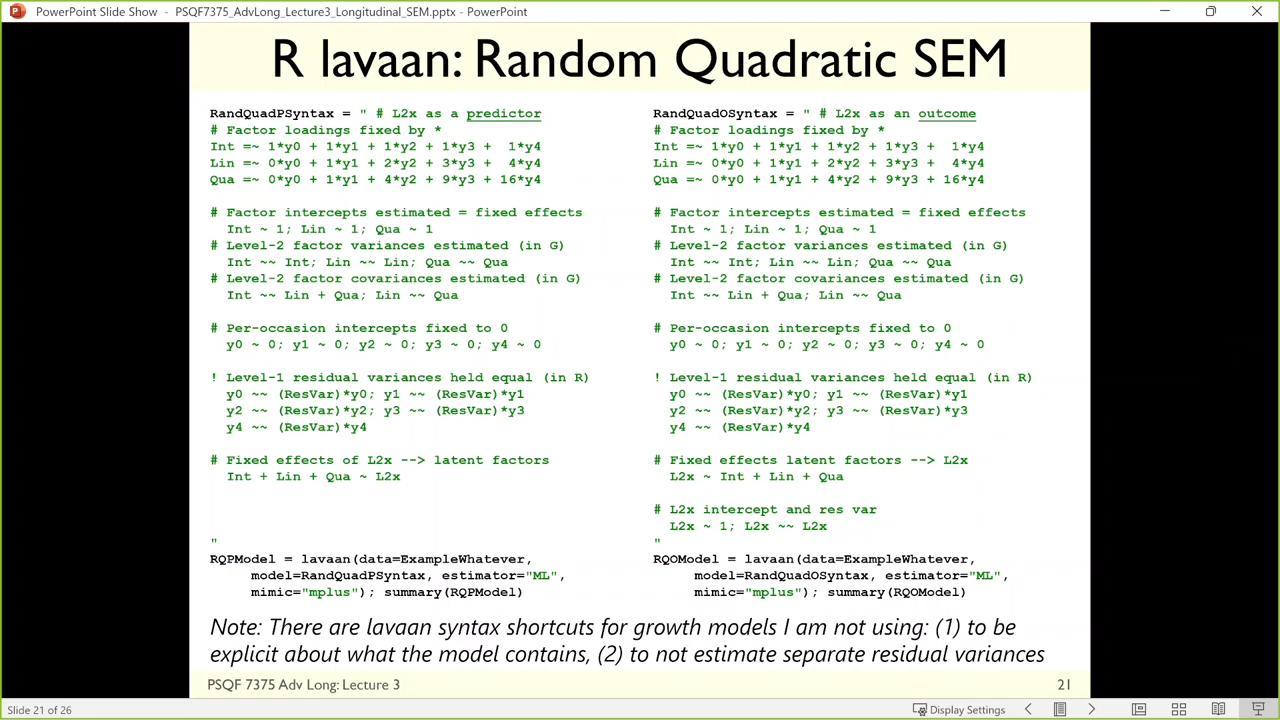 PowerPoint Slide Show - PSQF7375_AdvLong_Lecture3_Longitudinal_SEM.pptx - PowerPoint
R lavaan: Random Quadratic SEM
RandQuadPSyntax = " # L2x as a predictor
# Factor loadings fixed by *
Int =~ 1*y0 + 1*y1 + 1*y2 + 1*y3 + 1*y4
Lin =~ 0*y0 + 1*y1 + 2*y2 + 3*y3 + 4*y4
Qua =~ 0*y0 + 1*y1 + 4*y2 + 9*y3 + 16*y4
# Factor intercepts estimated = fixed effects
Int ~ 1; Lin ~ 1; Qua ~ 1
# Level-2 factor variances estimated (in G)
Int ~~ Int; Lin ~~ Lin; Qua ~~ Qua
# Level-2 factor covariances estimated (in G)
Int ~~ Lin + Qua; Lin ~~ Qua
# Per-occasion intercepts fixed to 0
y0 ~ 0; y1 ~ 0; y2 ~ 0; y3 ~ 0; y4 ~ 0
! Level-1 residual variances held equal (in R)
y0 ~~ (ResVar)*y0; y1 ~~ (ResVar)*y1
y2 ~~ (ResVar)*y2; y3 ~~ (ResVar)*y3
y4 ~~ (ResVar)*y4
# Fixed effects of L2x --> latent factors
Int + Lin + Qua ~ L2x
"
RQPModel = lavaan(data=ExampleWhatever,
model=RandQuadPSyntax, estimator="ML",
mimic="mplus"); summary(RQPModel)
RandQuadOSyntax = " # L2x as an outcome
# Factor loadings fixed by *
Int =~ 1*y0 + 1*y1 + 1*y2 + 1*y3 + 1*y4
Lin =~ 0*y0 + 1*y1 + 2*y2 + 3*y3 + 4*y4
Qua =~ 0*y0 + 1*y1 + 4*y2 + 9*y3 + 16*y4
# Factor intercepts estimated = fixed effects
Int ~ 1; Lin ~ 1; Qua ~ 1
# Level-2 factor variances estimated (in G)
Int ~~ Int; Lin ~~ Lin; Qua ~~ Qua
# Level-2 factor covariances estimated (in G)
Int ~~ Lin + Qua; Lin ~~ Qua
# Per-occasion intercepts fixed to 0
y0 ~ 0; y1 ~ 0; y2 ~ 0; y3 ~ 0; y4 ~ 0
! Level-1 residual variances held equal (in R)
y0 ~~ (ResVar)*y0; y1 ~~ (ResVar)*y1
y2 ~~ (ResVar)*y2; y3 ~~ (ResVar)*y3
y4 ~~ (ResVar)*y4
# Fixed effects latent factors --> L2x
L2x ~ Int + Lin + Qua
# L2x intercept and res var
L2x ~ 1; L2x ~~ L2x
"
RQOModel = lavaan(data=ExampleWhatever,
model=RandQuadOSyntax, estimator="ML",
mimic="mplus"); summary(RQOModel)
Note: There are lavaan syntax shortcuts for growth models I am not using: (1) to be
explicit about what the model contains, (2) to not estimate separate residual variances
PSQF 7375 Adv Long: Lecture 3
21
Slide 21 of 26
Display Settings